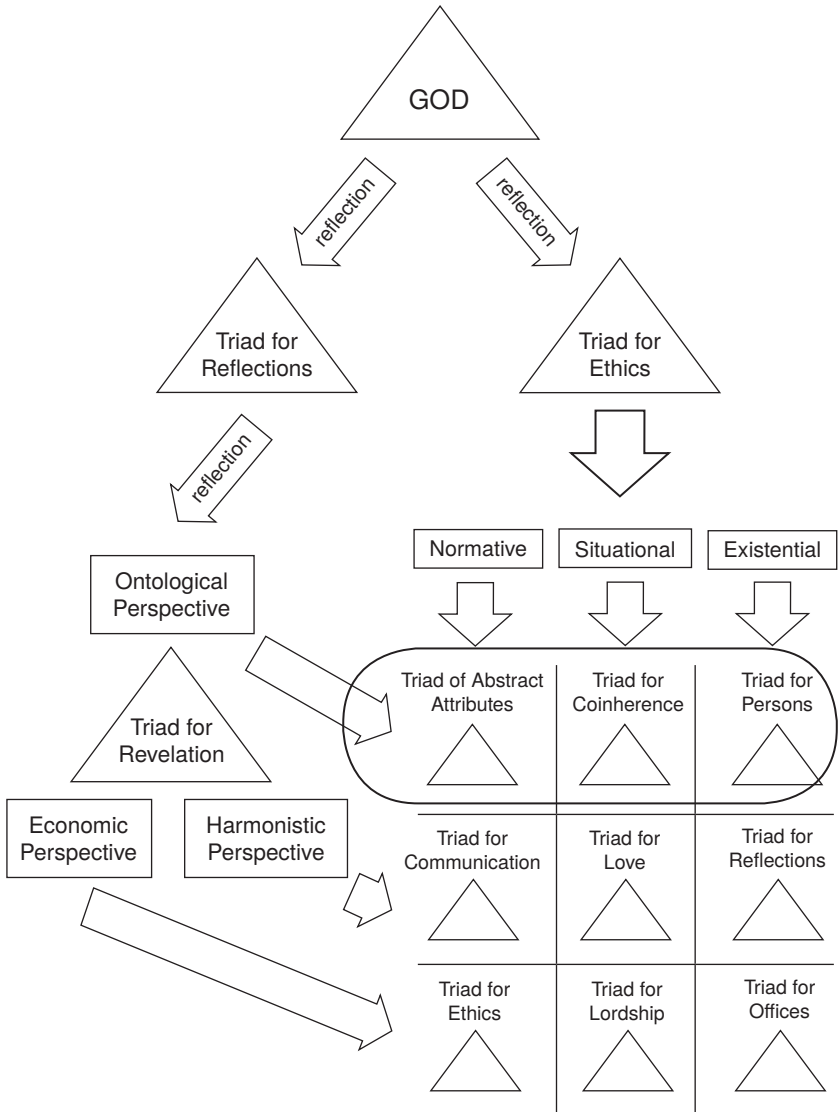 GOD
reflection
reflection
Triad for
Reflections
Triad for
Ethics
reflection
Normative
Situational
Existential
Ontological
Perspective
Triad for
Revelation
Economic
Perspective
Harmonistic
Perspective
Triad of Abstract
Attributes
Triad for
Coinherence
Triad for
Persons
Triad for
Communication
Triad for
Love
Triad for
Reflections
Triad for
Ethics
Triad for
Lordship
Triad for
Offices